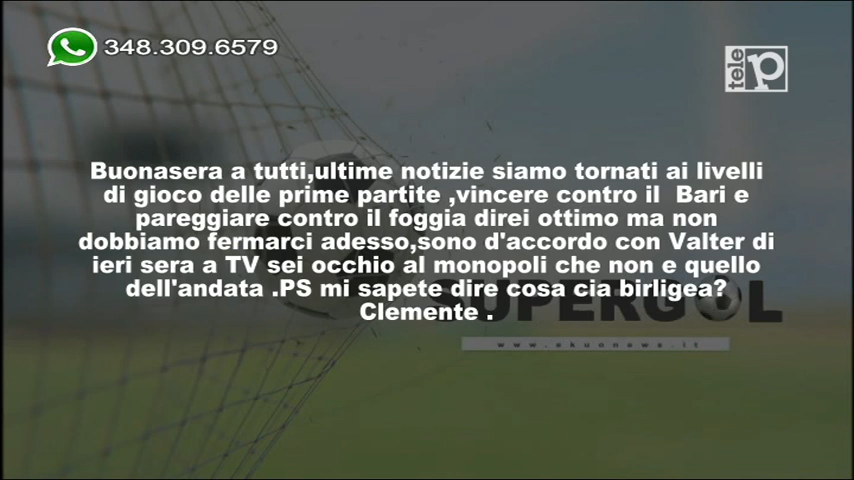 348.309.6579
tele p
Buonasera a tutti,ultime notizie siamo tornati ai livelli
di gioco delle prime partite ,vincere contro il Bari e
pareggiare contro il foggia direi ottimo ma non
dobbiamo fermarci adesso,sono d'accordo con Valter di
ieri sera a TV sei occhio al monopoli che non e quello
dell'andata .PS mi sapete dire cosa cia birligea?
Clemente .
SUPERGOL
www.ekuonews.it